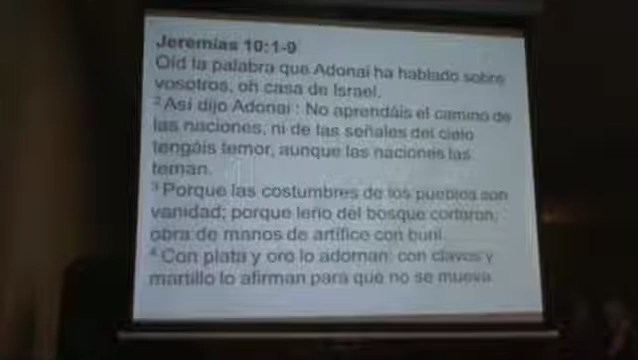 Jeremías 10:1-9
Oíd la palabra que Adonai ha hablado sobre
vosotros, oh casa de Israel.
2 Así dijo Adonai : No aprendáis el camino de
las naciones, ni de las señales del cielo
tengáis temor, aunque las naciones las
teman.
3 Porque las costumbres de los pueblos son
vanidad; porque leño del bosque cortaron,
obra de manos de artífice con buril.
4 Con plata y oro lo adornan; con clavos y
martillo lo afirman para que no se mueva